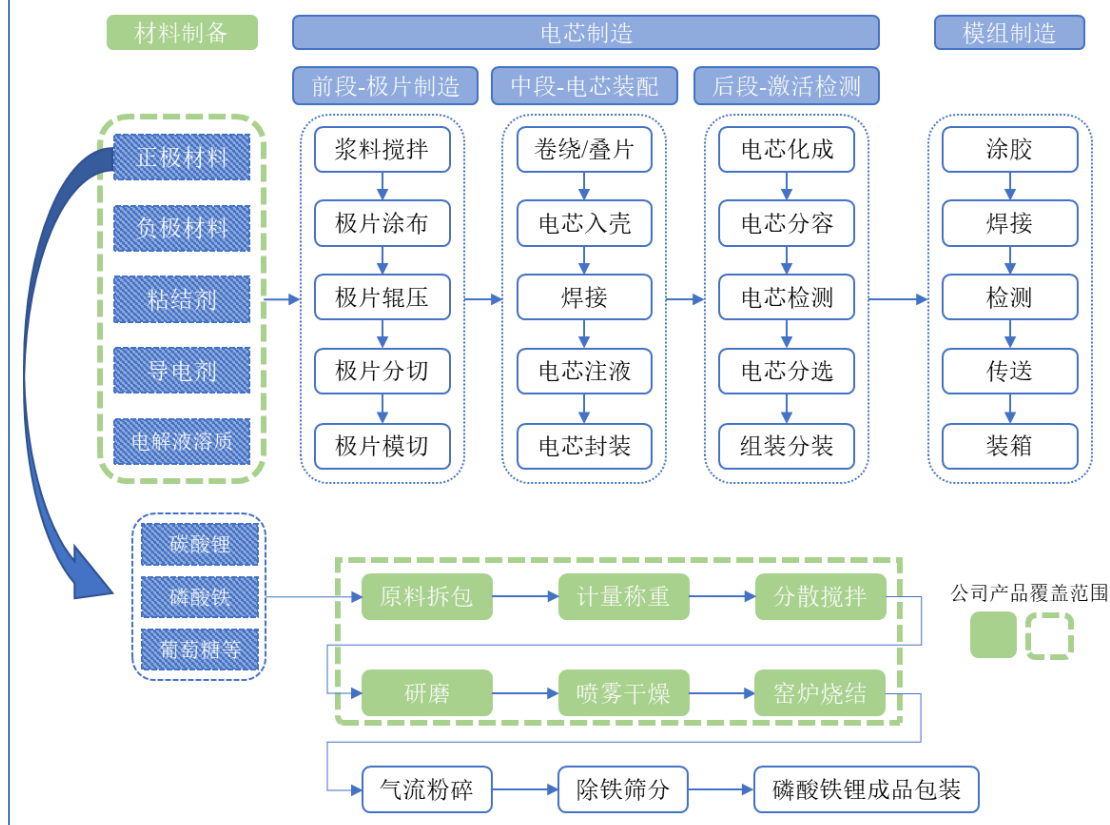 材料制备
电芯制造
模组制造
前段-极片制造
中段-电芯装配
后段-激活检测
正极材料
负极材料
粘结剂
导电剂
电解液溶质
浆料搅拌
极片涂布
极片辊压
极片分切
极片模切
卷绕/叠片
电芯入壳
焊接
电芯注液
电芯封装
电芯化成
电芯分容
电芯检测
电芯分选
组装分装
涂胶
焊接
检测
传送
装箱
碳酸锂
磷酸铁
葡萄糖等
原料拆包
计量称重
分散搅拌
研磨
喷雾干燥
窑炉烧结
气流粉碎
除铁筛分
磷酸铁锂成品包装
公司产品覆盖范围